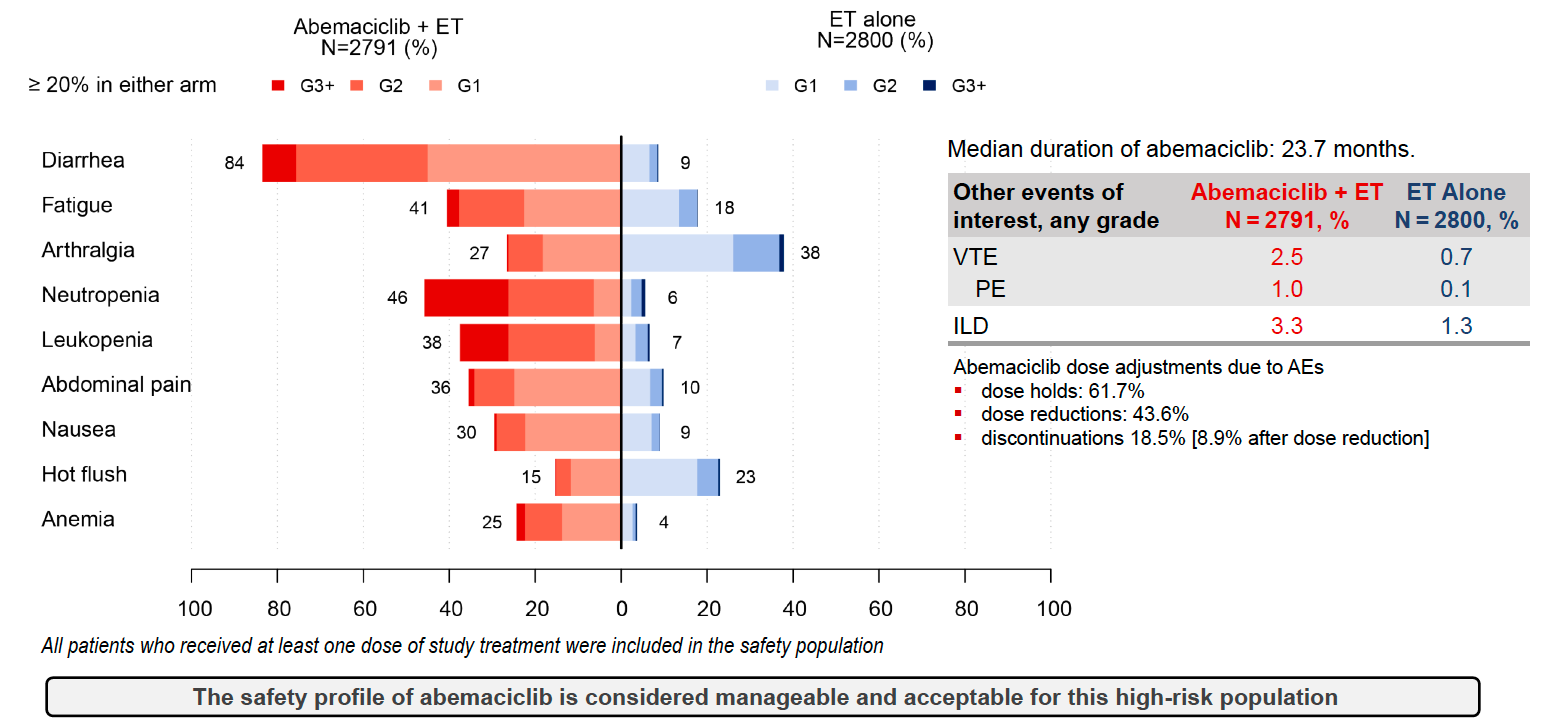 Abemaciclib + ET
N=2791 (%)
ET alone
N=2800 (%)
≥ 20% in either arm
G3+ G2 G1
G1 G2 G3+
Diarrhea 84 9
Fatigue 41 18
Arthralgia 27 38
Neutropenia 46 6
Leukopenia 38 7
Abdominal pain 36 10
Nausea 30 9
Hot flush 15 23
Anemia 25 4
100 80 60 40 20 0 20 40 60 80 100
Median duration of abemaciclib: 23.7 months.
Other events of Abemaciclib + ET ET Alone
interest, any grade N = 2791, % N = 2800, %
VTE 2.5 0.7
PE 1.0 0.1
ILD 3.3 1.3
Abemaciclib dose adjustments due to AEs
▪ dose holds: 61.7%
▪ dose reductions: 43.6%
▪ discontinuations 18.5% [8.9% after dose reduction]
All patients who received at least one dose of study treatment were included in the safety population
The safety profile of abemaciclib is considered manageable and acceptable for this high-risk population